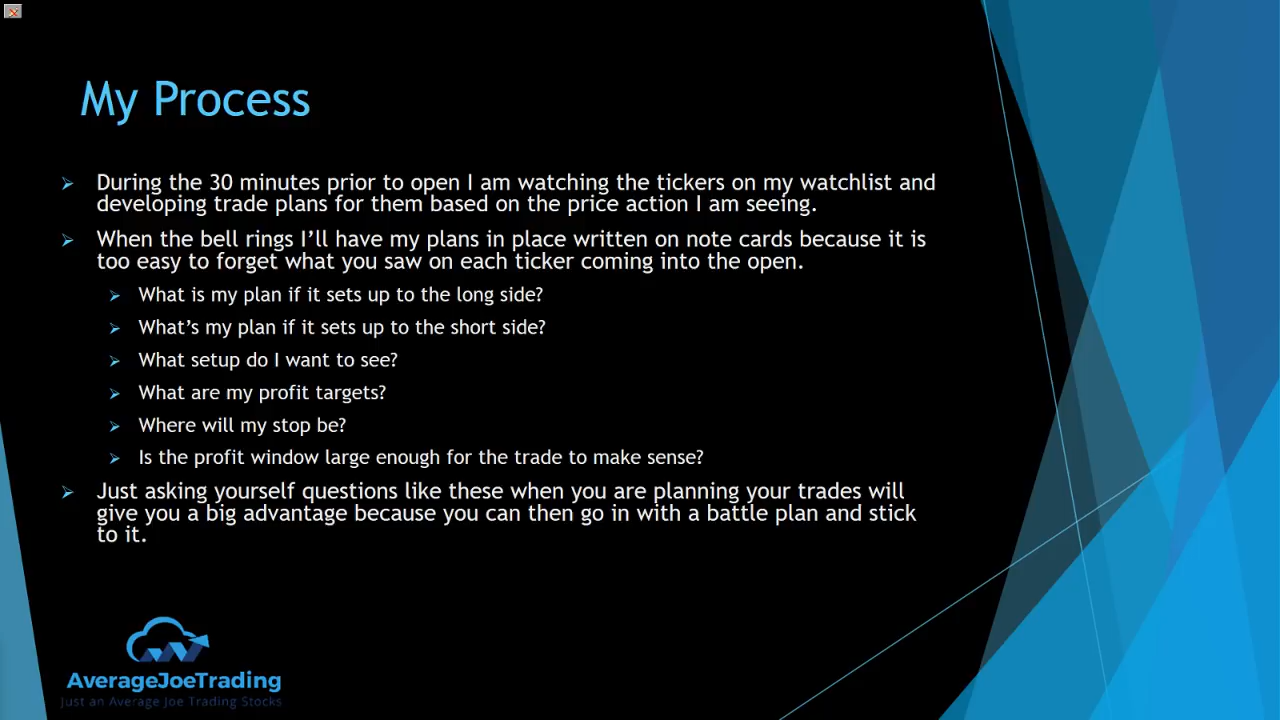 My Process
During the 30 minutes prior to open I am watching the tickers on my watchlist and
developing trade plans for them based on the price action I am seeing.
When the bell rings I’ll have my plans in place written on note cards because it is
too easy to forget what you saw on each ticker coming into the open.
What is my plan if it sets up to the long side?
What’s my plan if it sets up to the short side?
What setup do I want to see?
What are my profit targets?
Where will my stop be?
Is the profit window large enough for the trade to make sense?
Just asking yourself questions like these when you are planning your trades will
give you a big advantage because you can then go in with a battle plan and stick
to it.
AverageJoeTrading
Just an Average Joe Trading Stocks